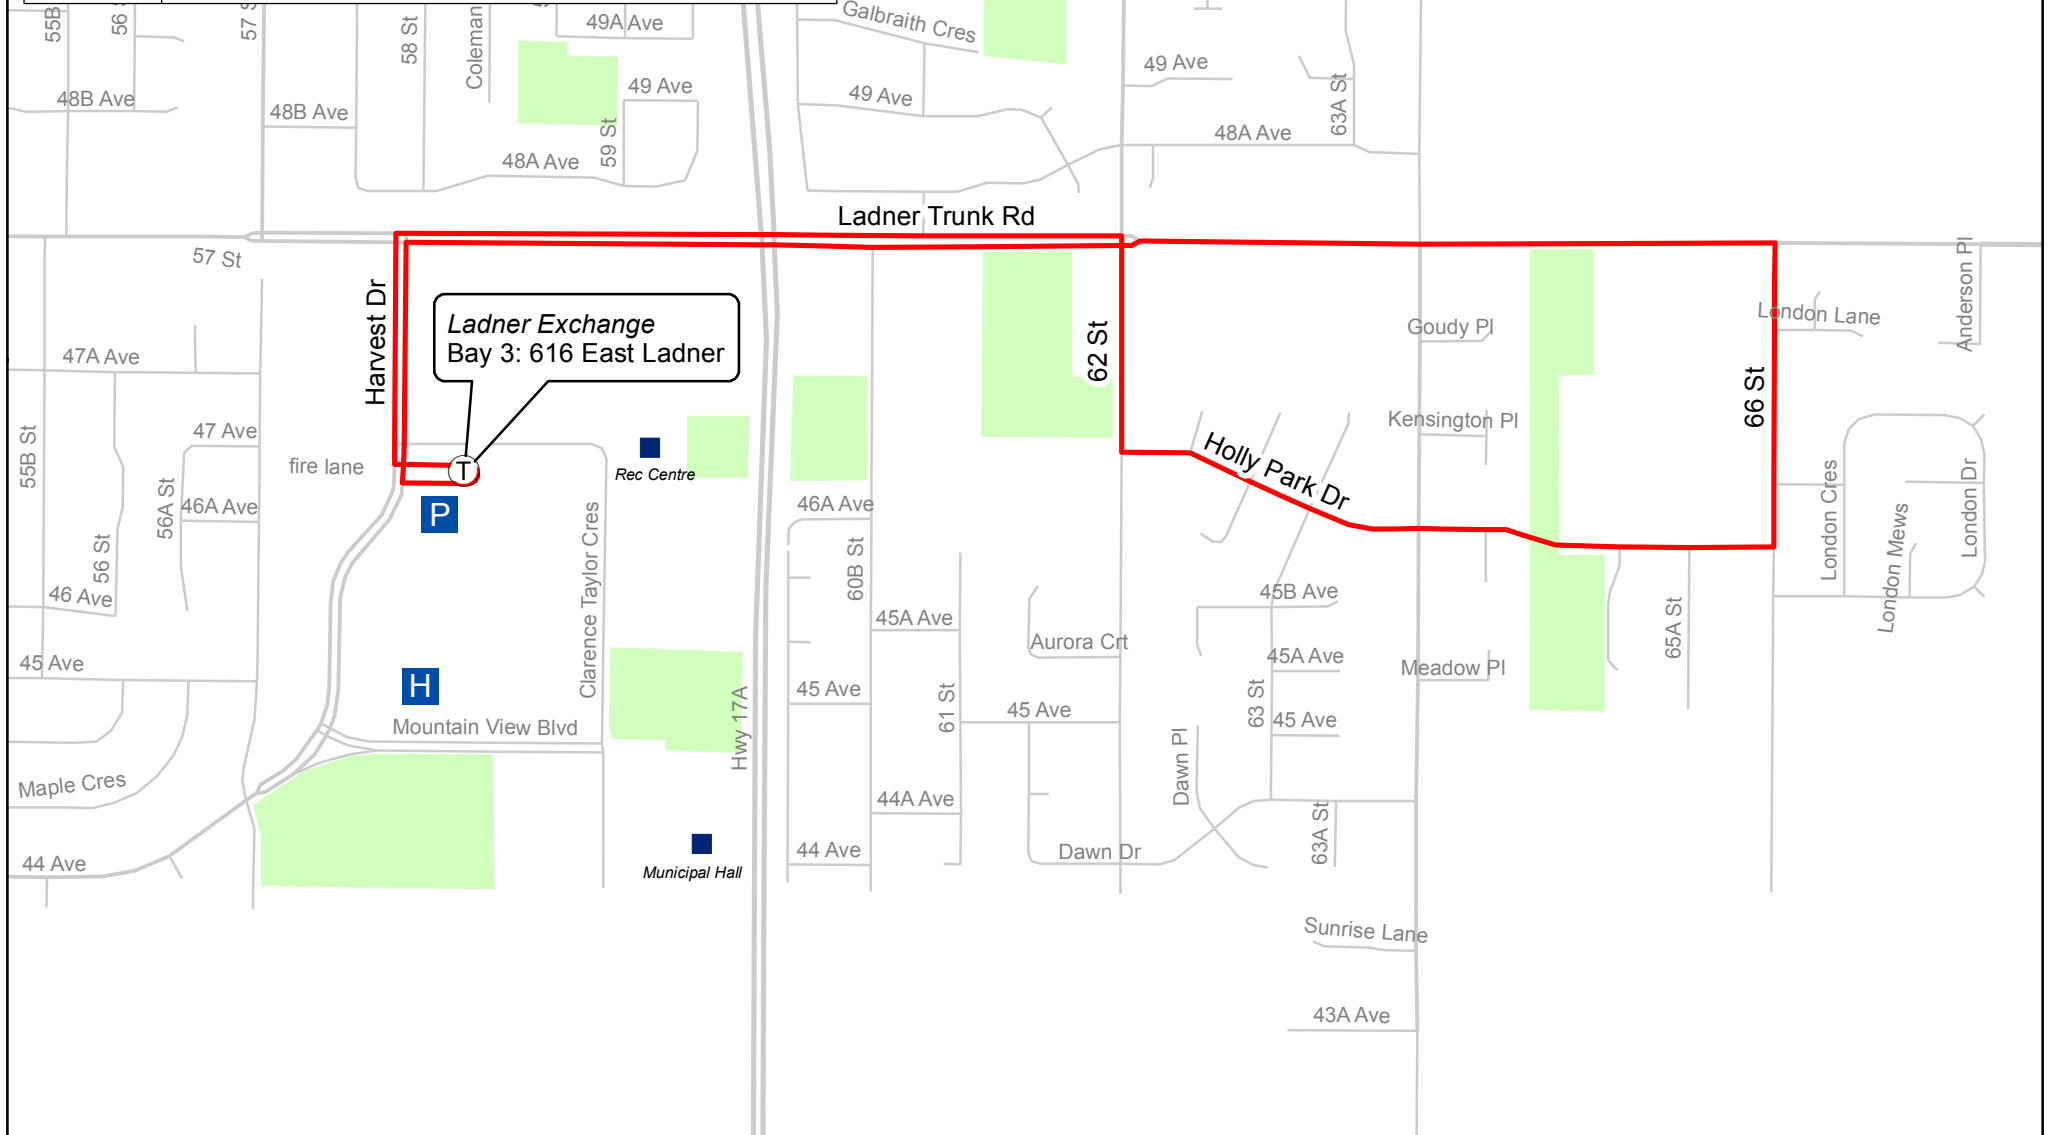 55B
56
57 S
58 St
Coleman
49A Ave
Galbraith Cres
49 Ave
63A St
48B Ave
48B Ave
49 Ave
49 Ave
59 St
48A Ave
48A Ave
Ladner Trunk Rd
57 St
Harvest Dr
Ladner Exchange
Bay 3: 616 East Ladner
62 St
Goudy Pl
London Lane
Anderson Pl
47A Ave
66 St
Kensington Pl
55B St
47 Ave
fire lane
T
Rec Centre
Holly Park Dr
56A St
46A Ave
P
46A Ave
London Cres
London Mews
London Dr
56 St
Clarence Taylor Cres
60B St
46 Ave
45A Ave
45B Ave
65A St
Aurora Crt
45A Ave
45 Ave
H
45 Ave
Meadow Pl
Hwy 17A
61 St
45 Ave
63 St
45 Ave
Mountain View Blvd
Dawn Pl
Maple Cres
44A Ave
63A St
44 Ave
Municipal Hall
44 Ave
Dawn Dr
Sunrise Lane
43A Ave